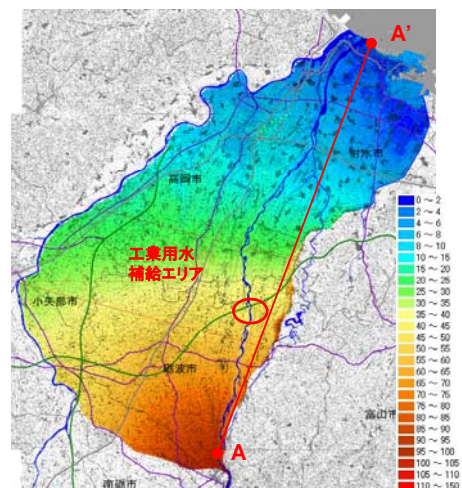 A'
射水市
高岡市
工業用水
補給エリア
小矢部市
砺波市
富山市
A
南砺市
0 ~ 2
2 ~ 4
4 ~ 6
6 ~ 8
8 ~ 10
10 ~ 15
15 ~ 20
20 ~ 25
25 ~ 30
30 ~ 35
35 ~ 40
40 ~ 45
45 ~ 50
50 ~ 55
55 ~ 60
60 ~ 65
65 ~ 70
70 ~ 75
75 ~ 80
80 ~ 85
85 ~ 90
90 ~ 95
95 ~ 100
100 ~ 105
105 ~ 110
110 ~ 150